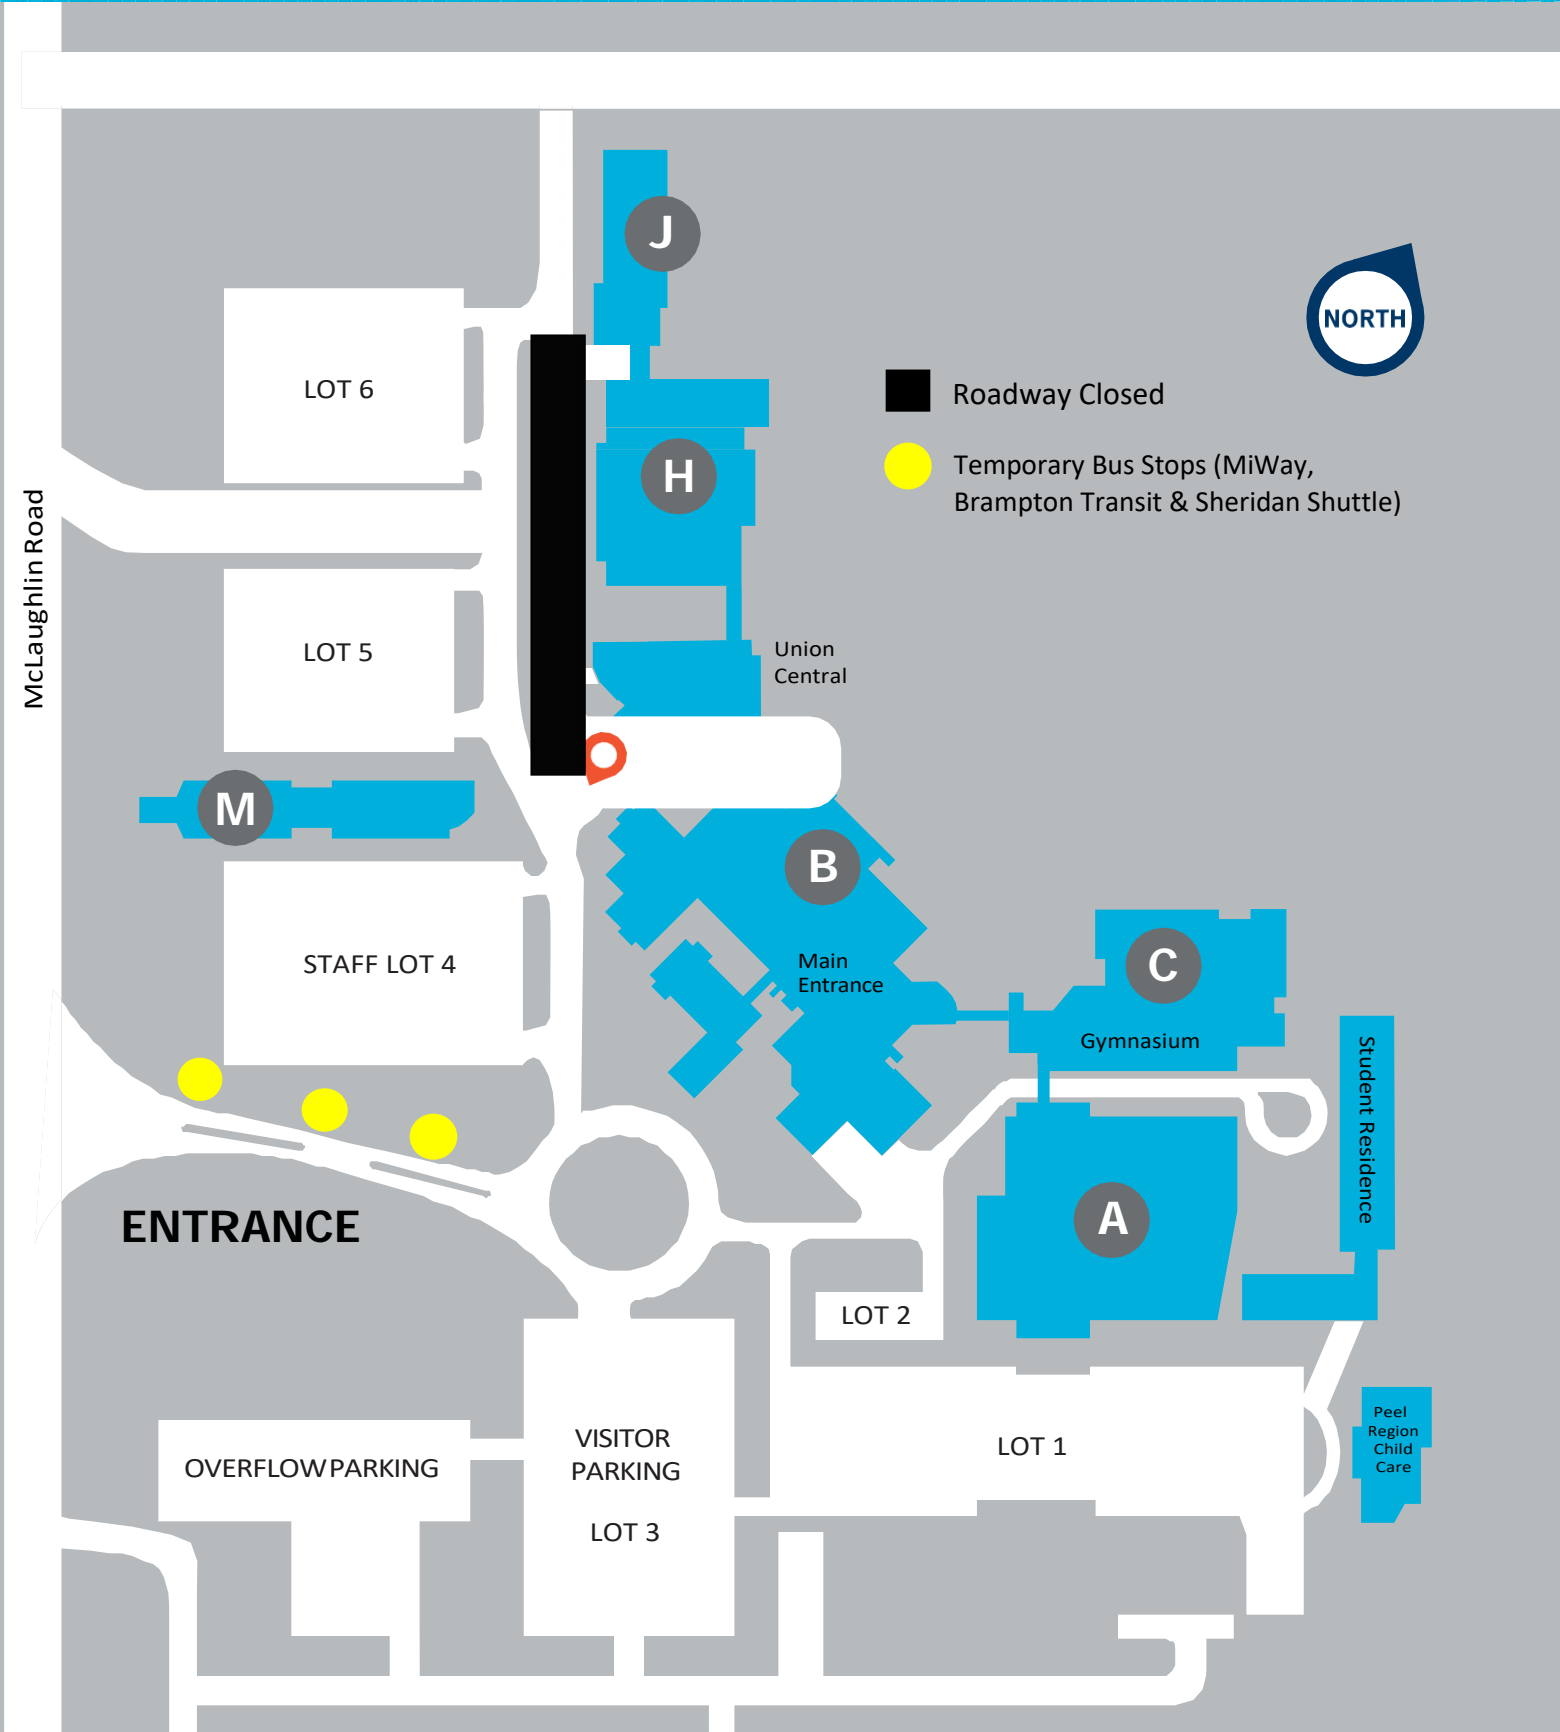 J
NORTH
LOT 6
Roadway Closed
H
Temporary Bus Stops (MiWay,
Brampton Transit & Sheridan Shuttle)
McLaughlin Road
LOT 5
Union
Central
M
B
STAFF LOT 4
Main
Entrance
C
Gymnasium
Student Residence
ENTRANCE
A
LOT 2
Peel
Region
Child
Care
VISITOR
PARKING
LOT 1
OVERFLOW PARKING
LOT 3